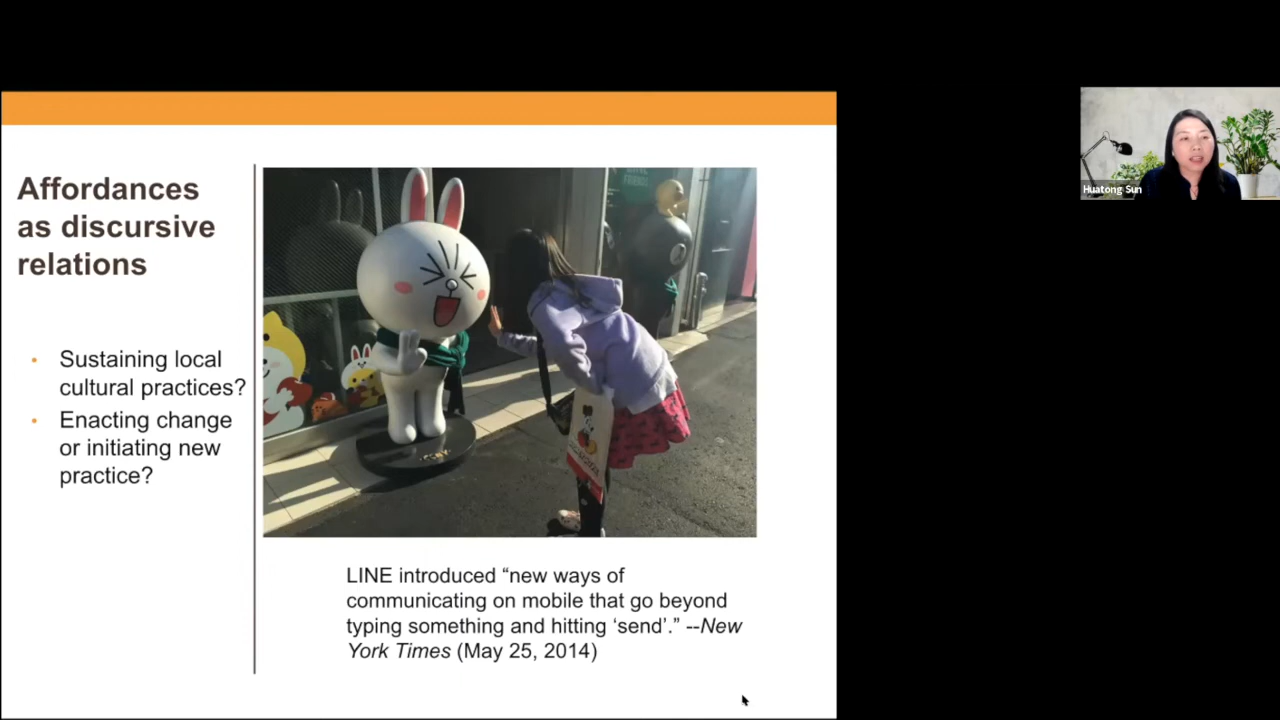 Affordances
as discursive
relations
• Sustaining local
cultural practices?
• Enacting change
or initiating new
practice?
FRIENDS
LINE introduced “new ways of
communicating on mobile that go beyond
typing something and hitting ‘send’.” --New
York Times (May 25, 2014)
Huatong Sun